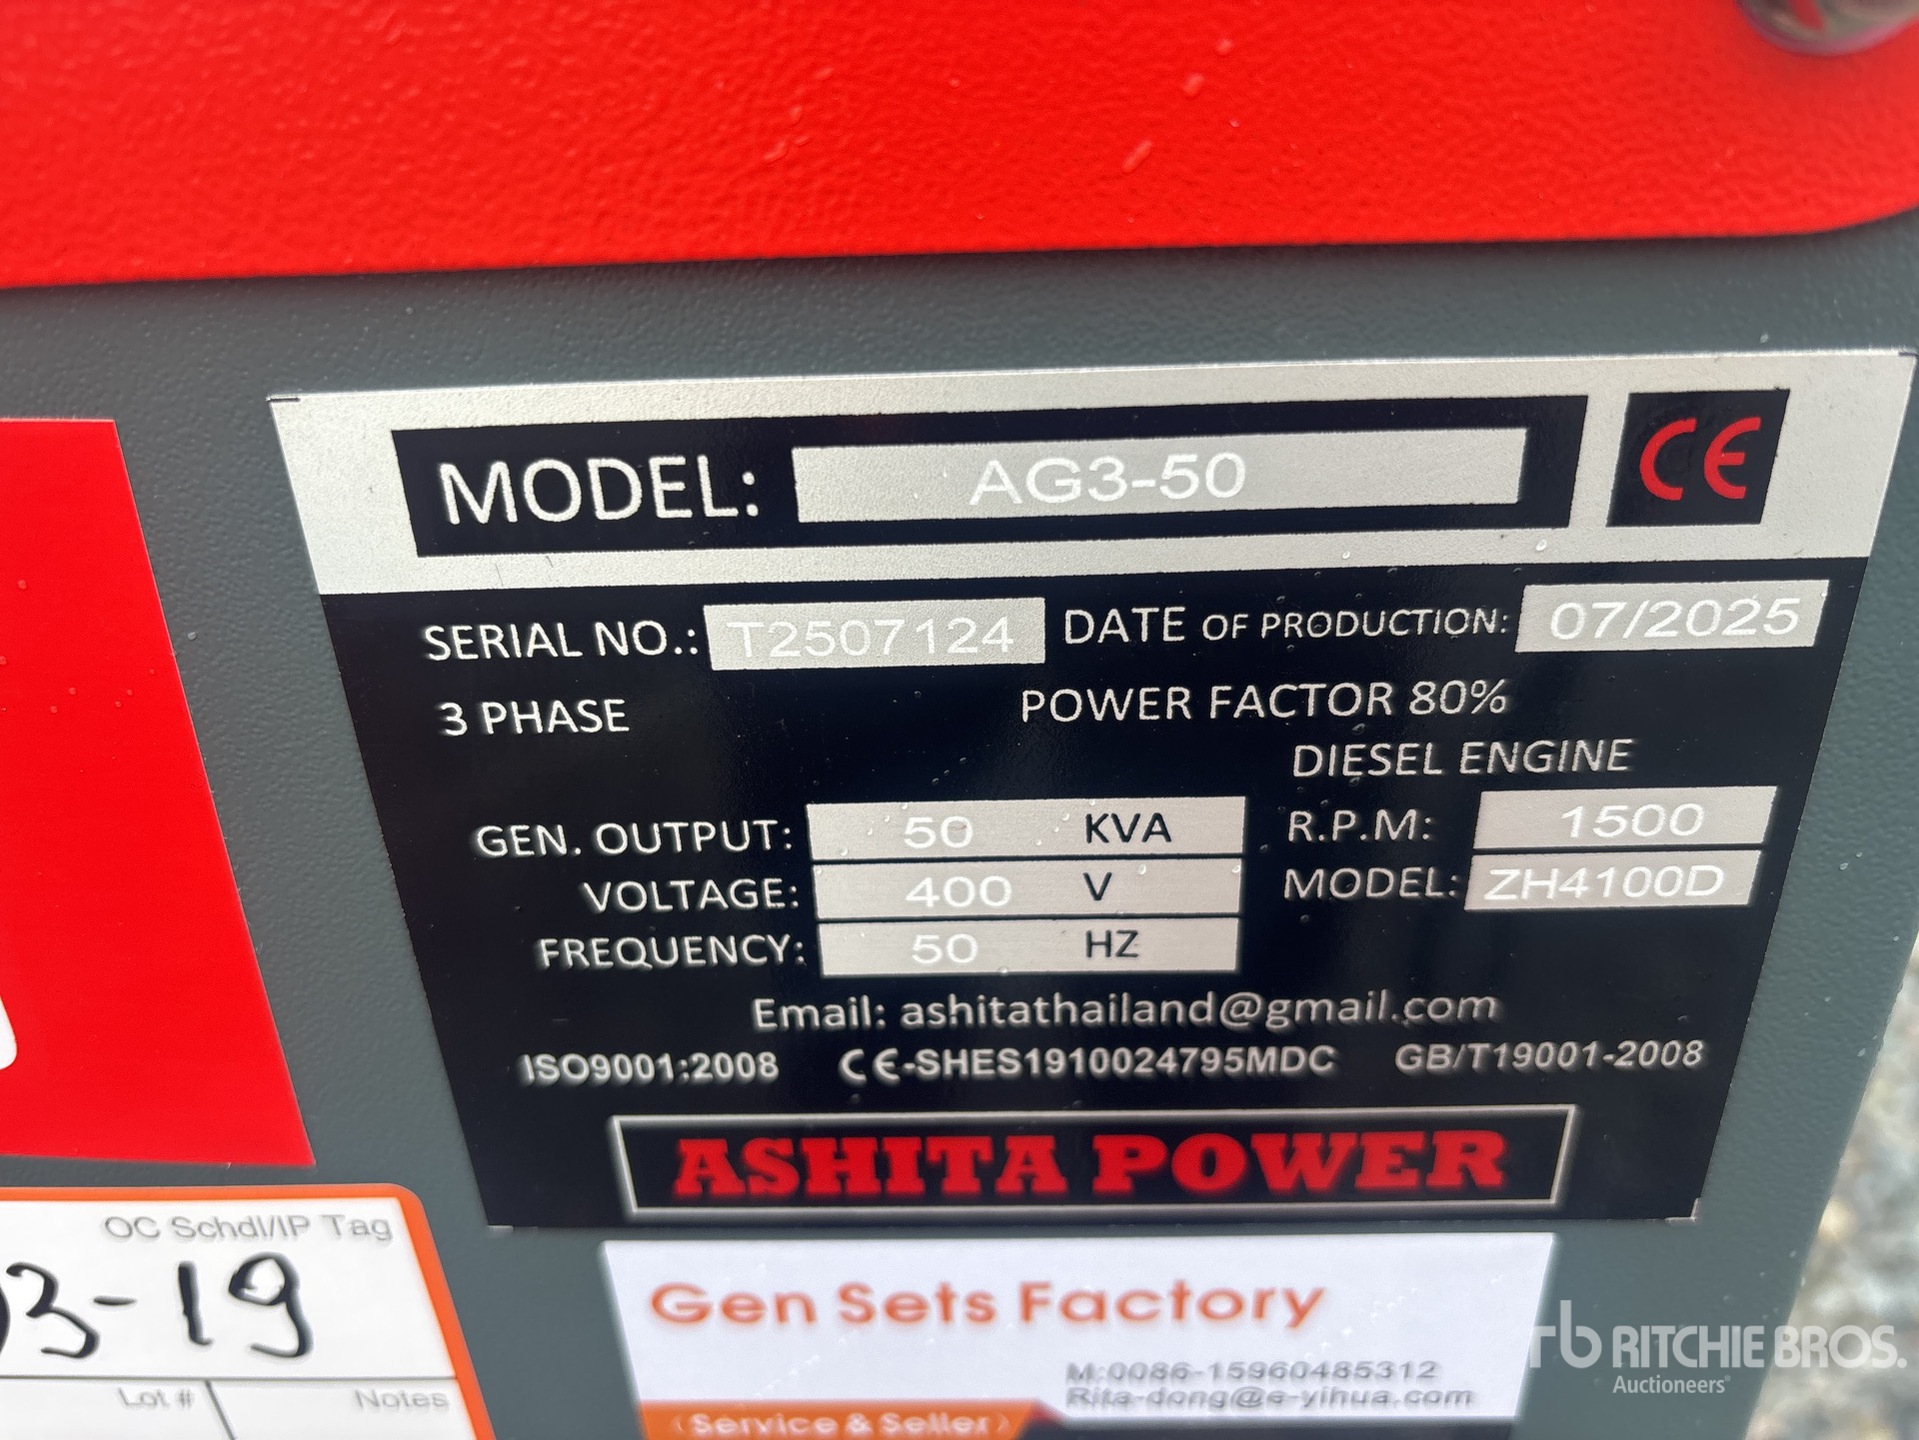 MODEL: AG3-50 CE
SERIAL NO.: T2507124 DATE OF PRODUCTION: 07/2025
3 PHASE POWER FACTOR 80%
DIESEL ENGINE
GEN. OUTPUT: 50 KVA R.P.M: 1500
VOLTAGE: 400 V MODEL: ZH4100D
FREQUENCY: 50 HZ
Email: ashitathailand@gmail.com
ISO9001:2008 CE-SHES1910024795MDC GB/T19001-2008
ASHITA POWER
OC Schdl/IP Tag
3-19
Lot # Notes
Gen Sets Factory
M:0086-15960485312
Rita-dong@e-yihua.com
(Service & Seller)
rb RITCHIE BROS.
Auctioneers